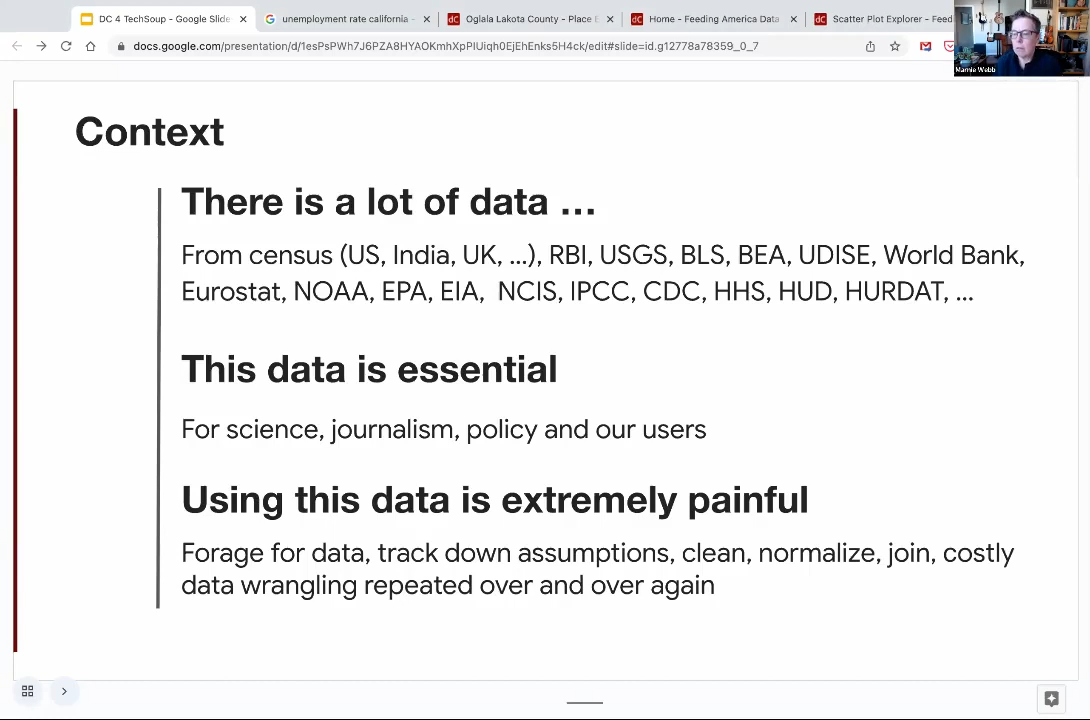 DC 4 TechSoup - Google Slide
unemployment rate california -
Oglala Lakota County - Place E
Home - Feeding America Data
Scatter Plot Explorer - Feed
docs.google.com/presentation/d/1esPsPWh7J6PZA8HYAOKmhXpPIUiqh0EjEhEnks5H4ck/edit#slide=id.g12778a78359_0_7
Marnie Webb
Context
There is a lot of data ...
From census (US, India, UK, ...), RBI, USGS, BLS, BEA, UDISE, World Bank,
Eurostat, NOAA, EPA, EIA, NCIS, IPCC, CDC, HHS, HUD, HURDAT, ...
This data is essential
For science, journalism, policy and our users
Using this data is extremely painful
Forage for data, track down assumptions, clean, normalize, join, costly
data wrangling repeated over and over again